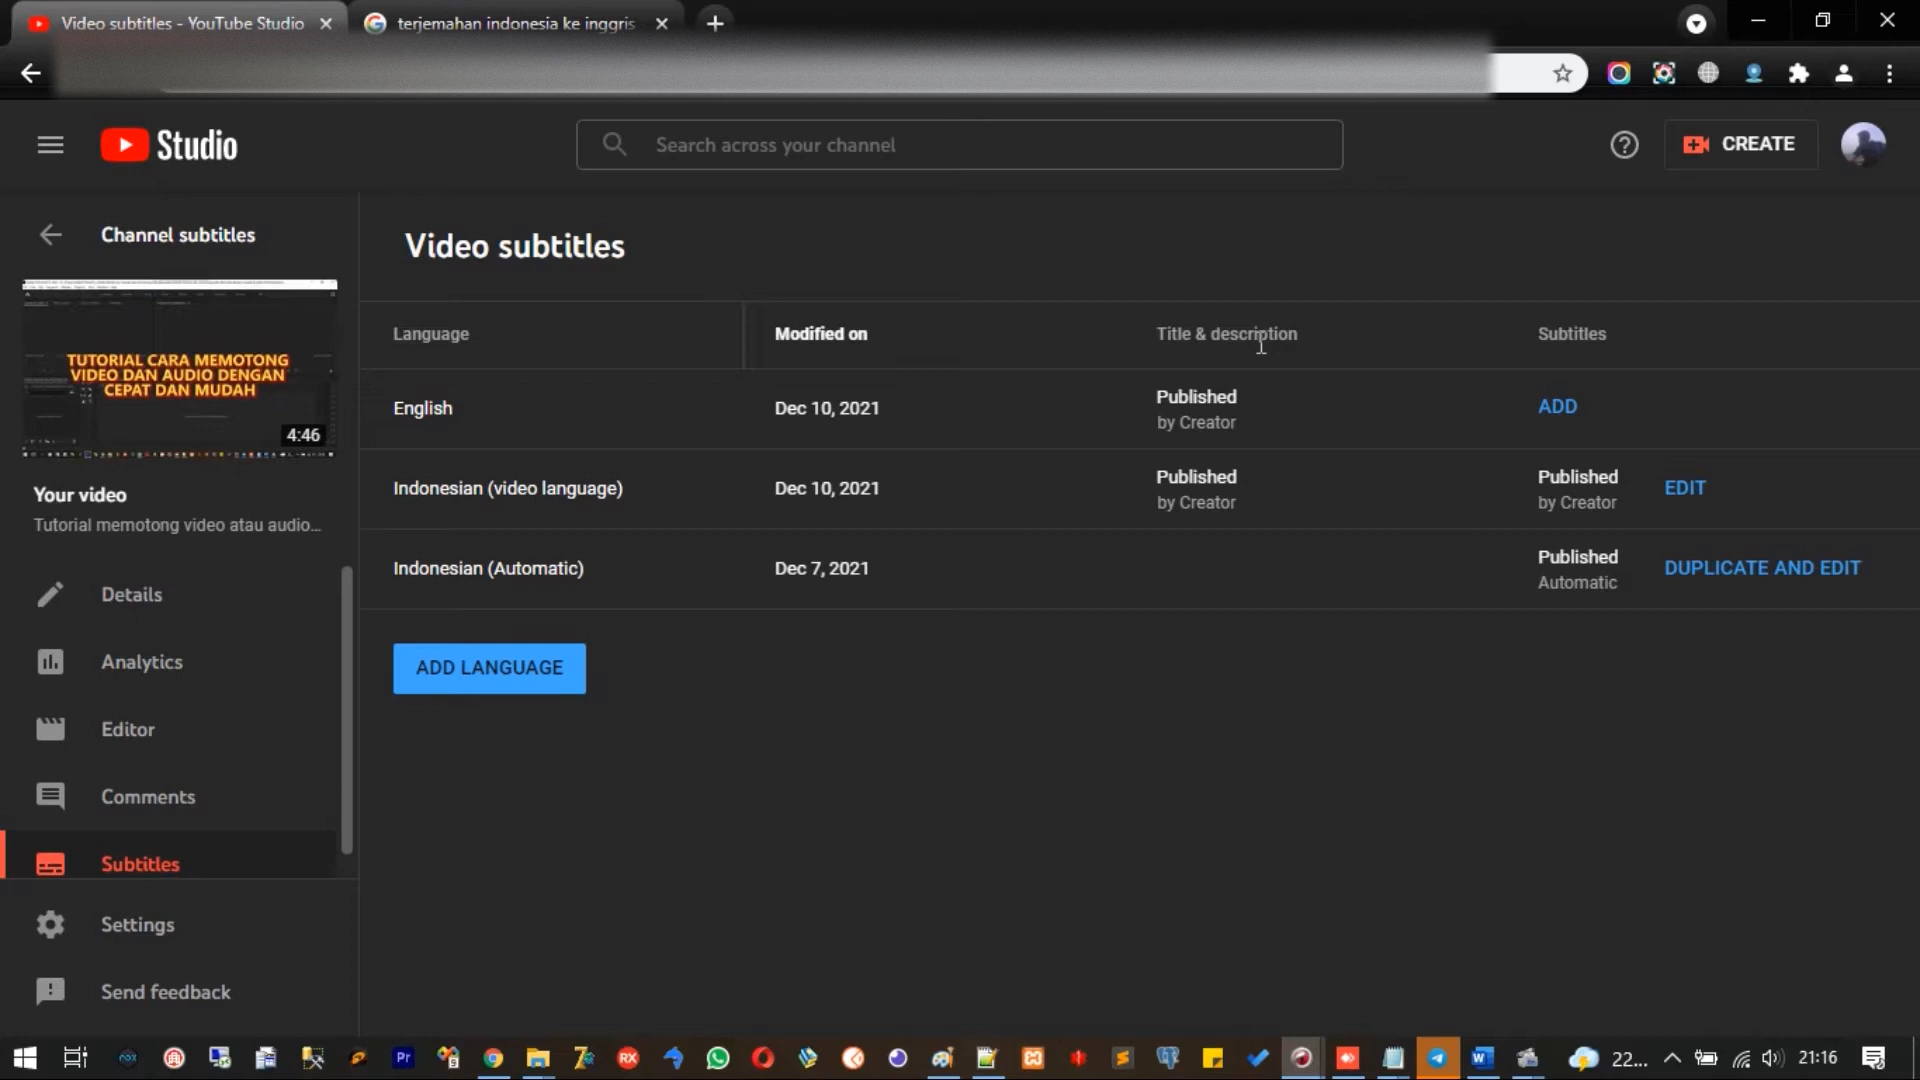 Video subtitles - YouTube Studio
terjemahan indonesia ke inggris
Studio
Search across your channel
CREATE
Channel subtitles
TUTORIAL CARA MEMOTONG
VIDEO DAN AUDIO DENGAN
CEPAT DAN MUDAH
4:46
Your video
Tutorial memotong video atau audio...
Details
Analytics
Editor
Comments
Subtitles
Settings
Send feedback
Video subtitles
Language Modified on Title & description Subtitles
English Dec 10, 2021 Published by Creator ADD
Indonesian (video language) Dec 10, 2021 Published by Creator Published by Creator EDIT
Indonesian (Automatic) Dec 7, 2021 Published Automatic DUPLICATE AND EDIT
ADD LANGUAGE
22... 21:16